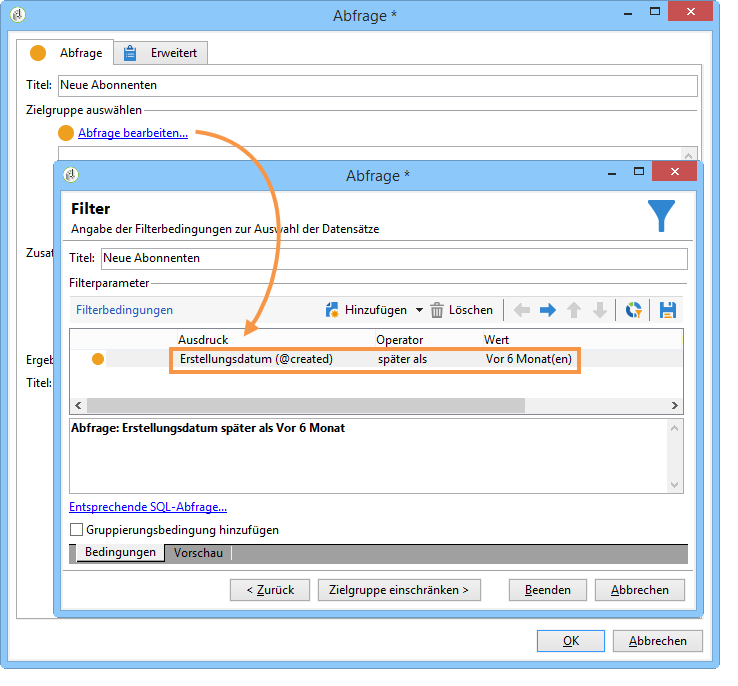 Abfrage *
Abfrage Erweitert
Titel: Neue Abonnenten
Zielgruppe auswählen
Abfrage bearbeiten...
Abfrage *
Filter
Angabe der Filterbedingungen zur Auswahl der Datensätze
Zusat
Titel: Neue Abonnenten
Filterparameter
Filterbedingungen Hinzufügen Löschen
Ausdruck Operator Wert
Ergeb
Erstellungsdatum (@created) später als Vor 6 Monat(en)
Titel:
Abfrage: Erstellungsdatum später als Vor 6 Monat
Entsprechende SQL-Abfrage...
Gruppierungsbedingung hinzufügen
Bedingungen Vorschau
< Zurück Zielgruppe einschränken > Beenden Abbrechen
OK Abbrechen